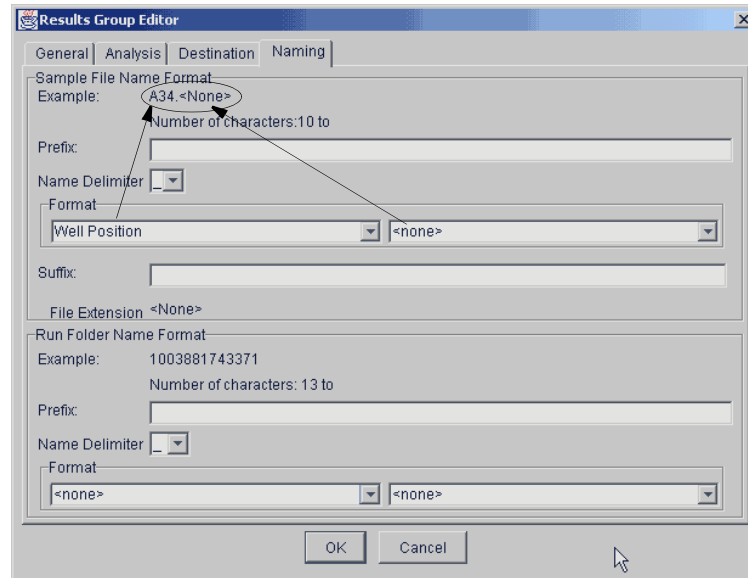 Results Group Editor
General Analysis Destination Naming
Sample File Name Format
Example: A34.<None>
Number of characters:10 to
Prefix:
Name Delimiter _
Format
Well Position <none>
Suffix:
File Extension <None>
Run Folder Name Format
Example: 1003881743371
Number of characters: 13 to
Prefix:
Name Delimiter _
Format
<none> <none>
OK Cancel